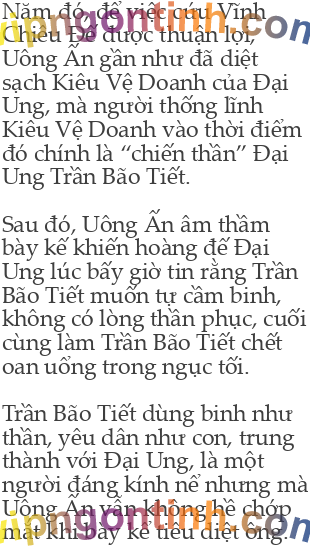 Năm đó, để việc cứu Vĩnh
Chiêu Đế được thuận lợi,
Uông Ấn gần như đã diệt
sạch Kiêu Vệ Doanh của Đại
Ung, mà người thống lĩnh
Kiêu Vệ Doanh vào thời điểm
đó chính là “chiến thần” Đại
Ung Trần Bão Tiết.
Sau đó, Uông Ấn âm thầm
bày kế khiến hoàng đế Đại
Ung lúc bấy giờ tin rằng Trần
Bão Tiết muốn tự cầm binh,
không có lòng thần phục, cuối
cùng làm Trần Bão Tiết chết
oan uổng trong ngục tối.
Trần Bão Tiết dùng binh như
thần, yêu dân như con, trung
thành với Đại Ung, là một
người đáng kính nể nhưng mà
Uông Ấn vẫn không hề chớp
mắt khi bày kế tiêu diệt ông.
vipngontinh.com
vipngontinh.com